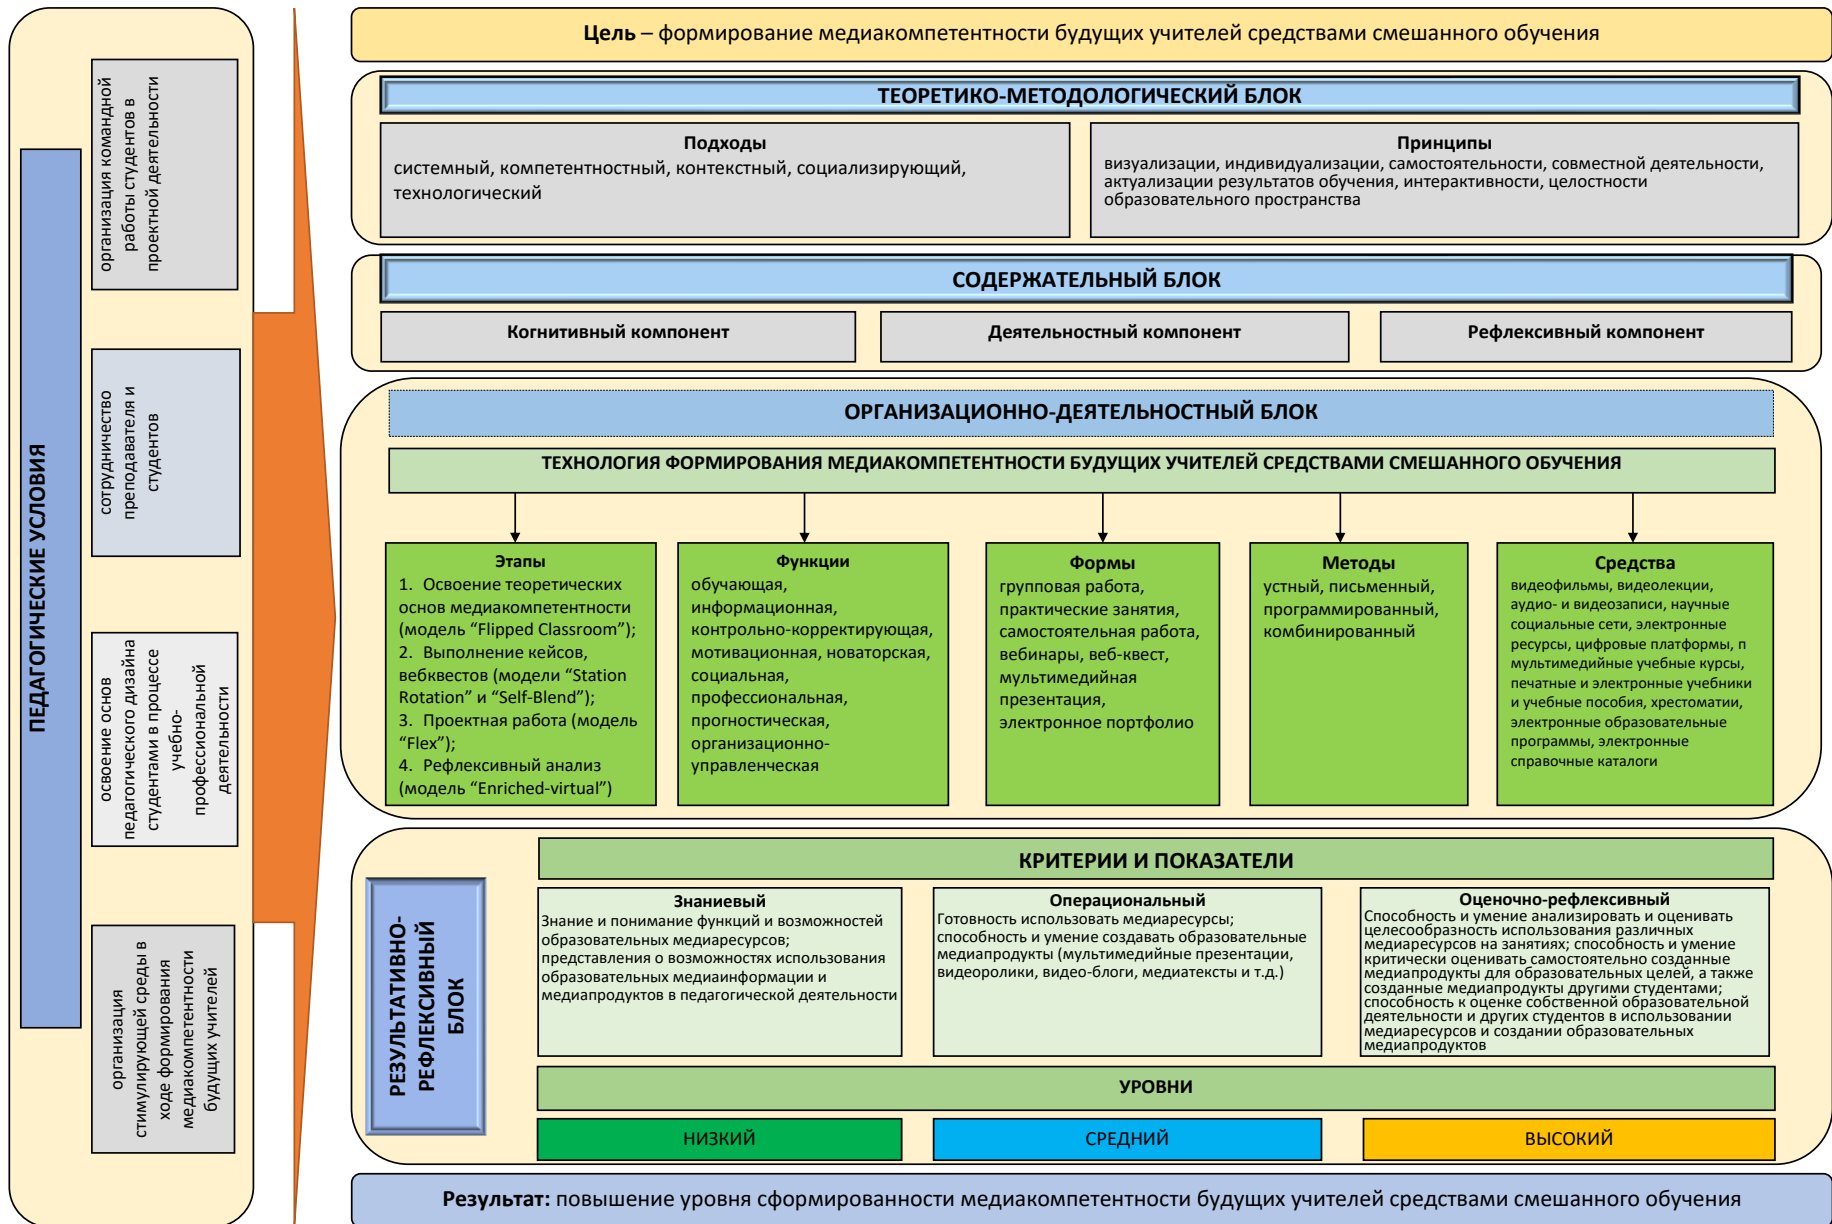 ПЕДАГОГИЧЕСКИЕ УСЛОВИЯ
организация командной
работы студентов в
проектной деятельности
сотрудничество
преподавателя и
студентов
освоение основ
педагогического дизайна
студентами в процессе
учебно-
профессиональной
деятельности
организация
стимулирующей среды в
ходе формирования
медиакомпетентности
будущих учителей
Цель – формирование медиакомпетентности будущих учителей средствами смешанного обучения
ТЕОРЕТИКО-МЕТОДОЛОГИЧЕСКИЙ БЛОК
Подходы
системный, компетентностный, контекстный, социализирующий,
технологический
Принципы
визуализации, индивидуализации, самостоятельности, совместной деятельности,
актуализации результатов обучения, интерактивности, целостности
образовательного пространства
СОДЕРЖАТЕЛЬНЫЙ БЛОК
Когнитивный компонент
Деятельностный компонент
Рефлексивный компонент
ОРГАНИЗАЦИОННО-ДЕЯТЕЛЬНОСТНЫЙ БЛОК
ТЕХНОЛОГИЯ ФОРМИРОВАНИЯ МЕДИАКОМПЕТЕНТНОСТИ БУДУЩИХ УЧИТЕЛЕЙ СРЕДСТВАМИ СМЕШАННОГО ОБУЧЕНИЯ
Этапы
1. Освоение теоретических
основ медиакомпетентности
(модель “Flipped Classroom”);
2. Выполнение кейсов,
вебквестов (модели “Station
Rotation” и “Self-Blend”);
3. Проектная работа (модель
“Flex”);
4. Рефлексивный анализ
(модель “Enriched-virtual”)
Функции
обучающая,
информационная,
контрольно-корректирующая,
мотивационная, новаторская,
социальная,
профессиональная,
прогностическая,
организационно-
управленческая
Формы
групповая работа,
практические занятия,
самостоятельная работа,
вебинары, веб-квест,
мультимедийная
презентация,
электронное портфолио
Методы
устный, письменный,
программированный,
комбинированный
Средства
видеофильмы, видеолекции,
аудио- и видеозаписи, научные
социальные сети, электронные
ресурсы, цифровые платформы, п
мультимедийные учебные курсы,
печатные и электронные учебники
и учебные пособия, хрестоматии,
электронные образовательные
программы, электронные
справочные каталоги
РЕЗУЛЬТАТИВНО-
РЕФЛЕКСИВНЫЙ
БЛОК
КРИТЕРИИ И ПОКАЗАТЕЛИ
Знаниевый
Знание и понимание функций и возможностей
образовательных медиаресурсов;
представления о возможностях использования
образовательных медиаинформации и
медиапродуктов в педагогической деятельности
Операциональный
Готовность использовать медиаресурсы;
способность и умение создавать образовательные
медиапродукты (мультимедийные презентации,
видеоролики, видео-блоги, медиатексты и т.д.)
Оценочно-рефлексивный
Способность и умение анализировать и оценивать
целесообразность использования различных
медиаресурсов на занятиях; способность и умение
критически оценивать самостоятельно созданные
медиапродукты для образовательных целей, а также
созданные медиапродукты другими студентами;
способность к оценке собственной образовательной
деятельности и других студентов в использовании
медиаресурсов и создании образовательных
медиапродуктов
УРОВНИ
НИЗКИЙ
СРЕДНИЙ
ВЫСОКИЙ
Результат: повышение уровня сформированности медиакомпетентности будущих учителей средствами смешанного обучения